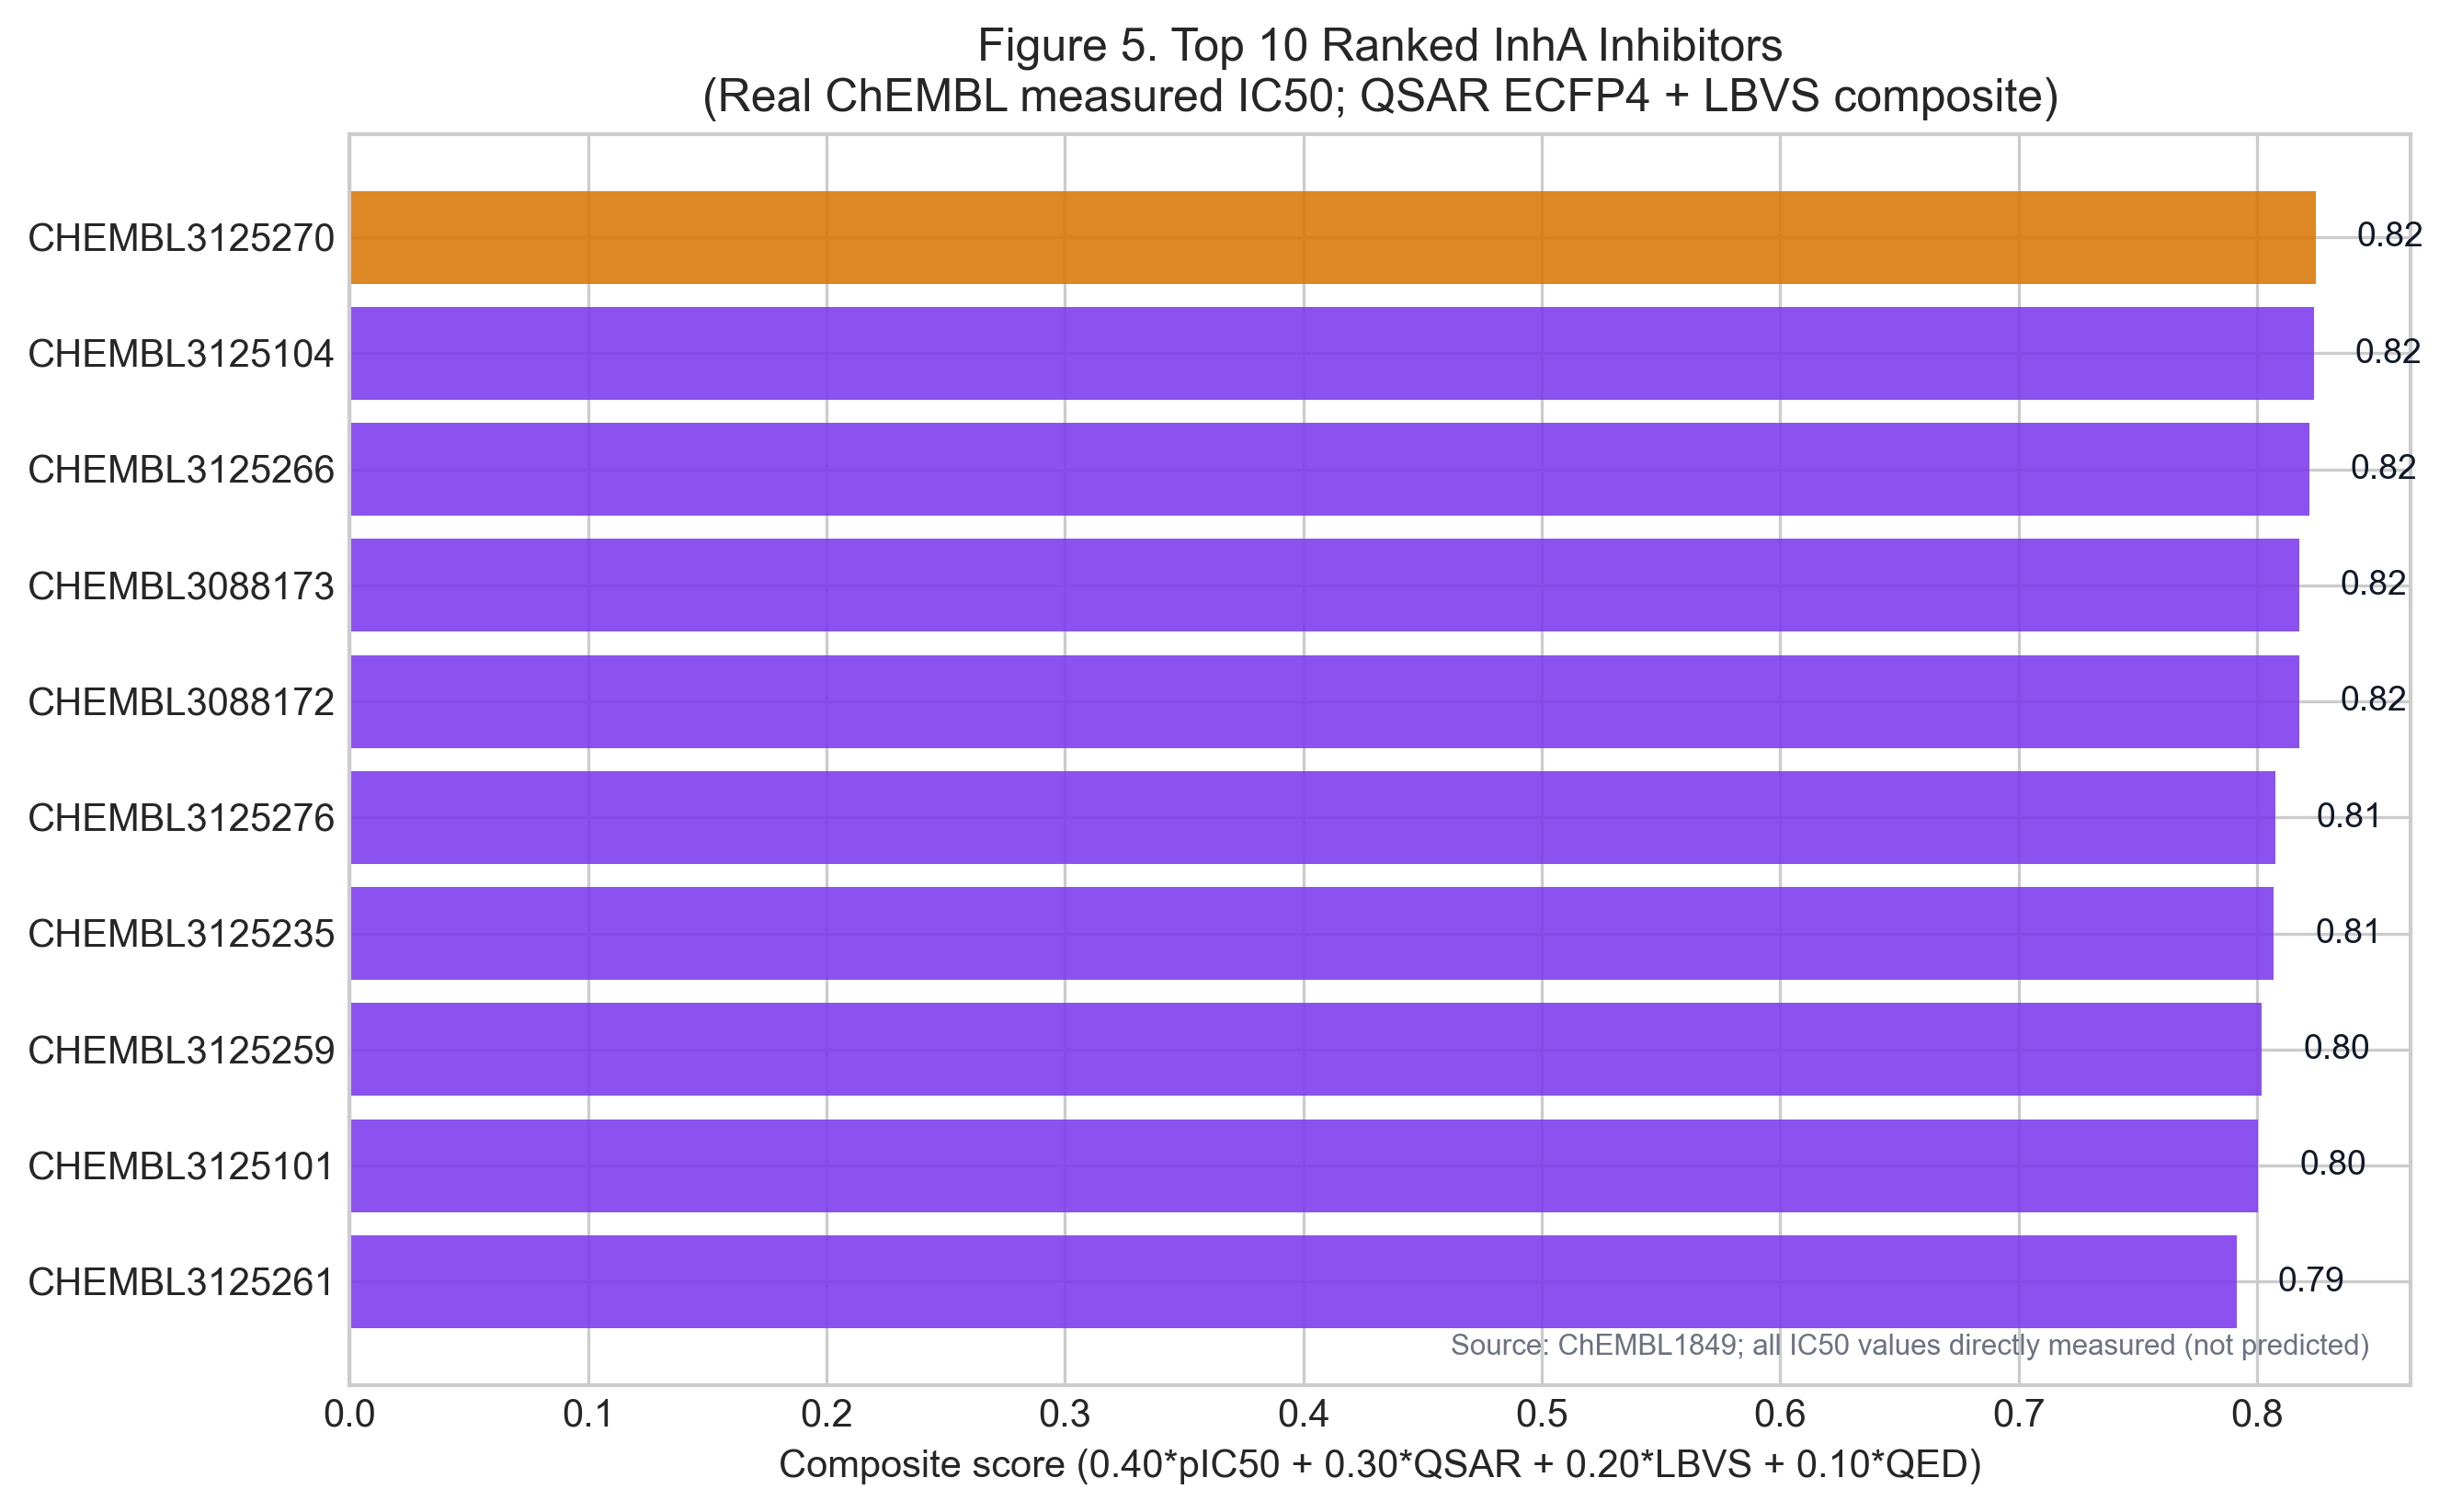 Figure 5. Top 10 Ranked InhA Inhibitors
(Real ChEMBL measured IC50; QSAR ECFP4 + LBVS composite)
CHEMBL3125270 0.82
CHEMBL3125104 0.82
CHEMBL3125266 0.82
CHEMBL3088173 0.82
CHEMBL3088172 0.82
CHEMBL3125276 0.81
CHEMBL3125235 0.81
CHEMBL3125259 0.80
CHEMBL3125101 0.80
CHEMBL3125261 0.79
Source: ChEMBL1849; all IC50 values directly measured (not predicted)
0.0 0.1 0.2 0.3 0.4 0.5 0.6 0.7 0.8
Composite score (0.40*pIC50 + 0.30*QSAR + 0.20*LBVS + 0.10*QED)